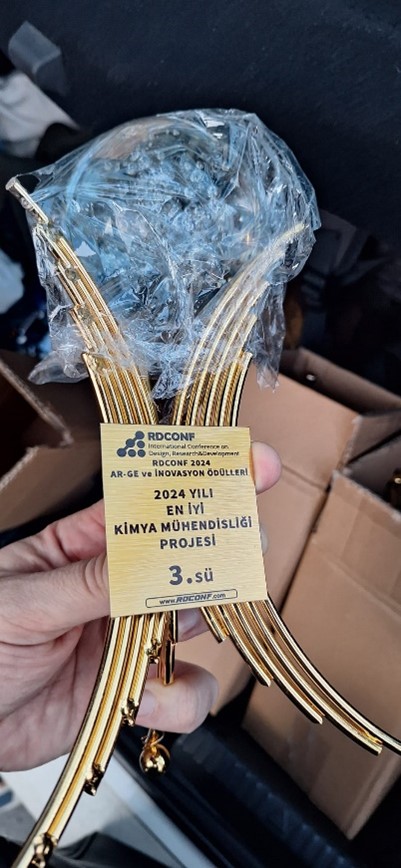 RDCONF
International Conference on
Design, Research&Development
RDCONF 2024
AR-GE ve İNOVASYON ÖDÜLLERİ
2024 YILI
EN İYİ
KİMYA MÜHENDİSLİĞİ
PROJESİ
3.sü
www.RDCONF.com